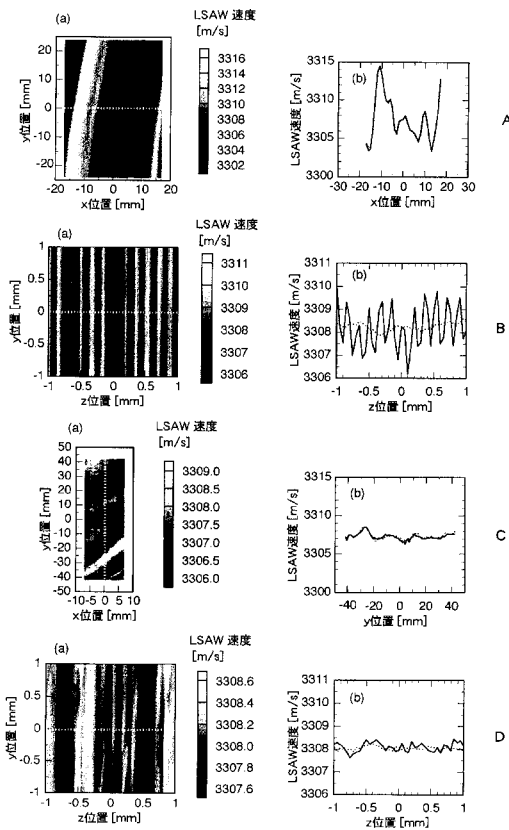 (a)
LSAW 速度
[m/s]
3316
3314
3312
3310
3308
3306
3304
3302
y位置 [mm]
20
10
0
-10
-20
-20 -10 0 10 20
x位置 [mm]
(b)
LSAW速度 [m/s]
3315
3310
3305
3300
-30 -20 -10 0 10 20 30
x位置 [mm]
A
(a)
LSAW 速度
[m/s]
3311
3310
3309
3308
3307
3306
y位置 [mm]
1
0.5
0
-0.5
-1
-1 -0.5 0 0.5 1
z位置 [mm]
(b)
LSAW速度 [m/s]
3311
3310
3309
3308
3307
3306
-1 -0.5 0 0.5 1
z位置 [mm]
B
(a)
LSAW 速度
[m/s]
3309.0
3308.5
3308.0
3307.5
3307.0
3306.5
3306.0
y位置 [mm]
50
40
30
20
10
0
-10
-20
-30
-40
-50
-10 -5 0 5 10
x位置 [mm]
(b)
LSAW速度 [m/s]
3315
3310
3305
3300
-40 -20 0 20 40
y位置 [mm]
C
(a)
LSAW 速度
[m/s]
3308.6
3308.4
3308.2
3308.0
3307.8
3307.6
y位置 [mm]
1
0.5
0
-0.5
-1
-1 -0.5 0 0.5 1
z位置 [mm]
(b)
LSAW速度 [m/s]
3311
3310
3309
3308
3307
3306
-1 -0.5 0 0.5 1
z位置 [mm]
D